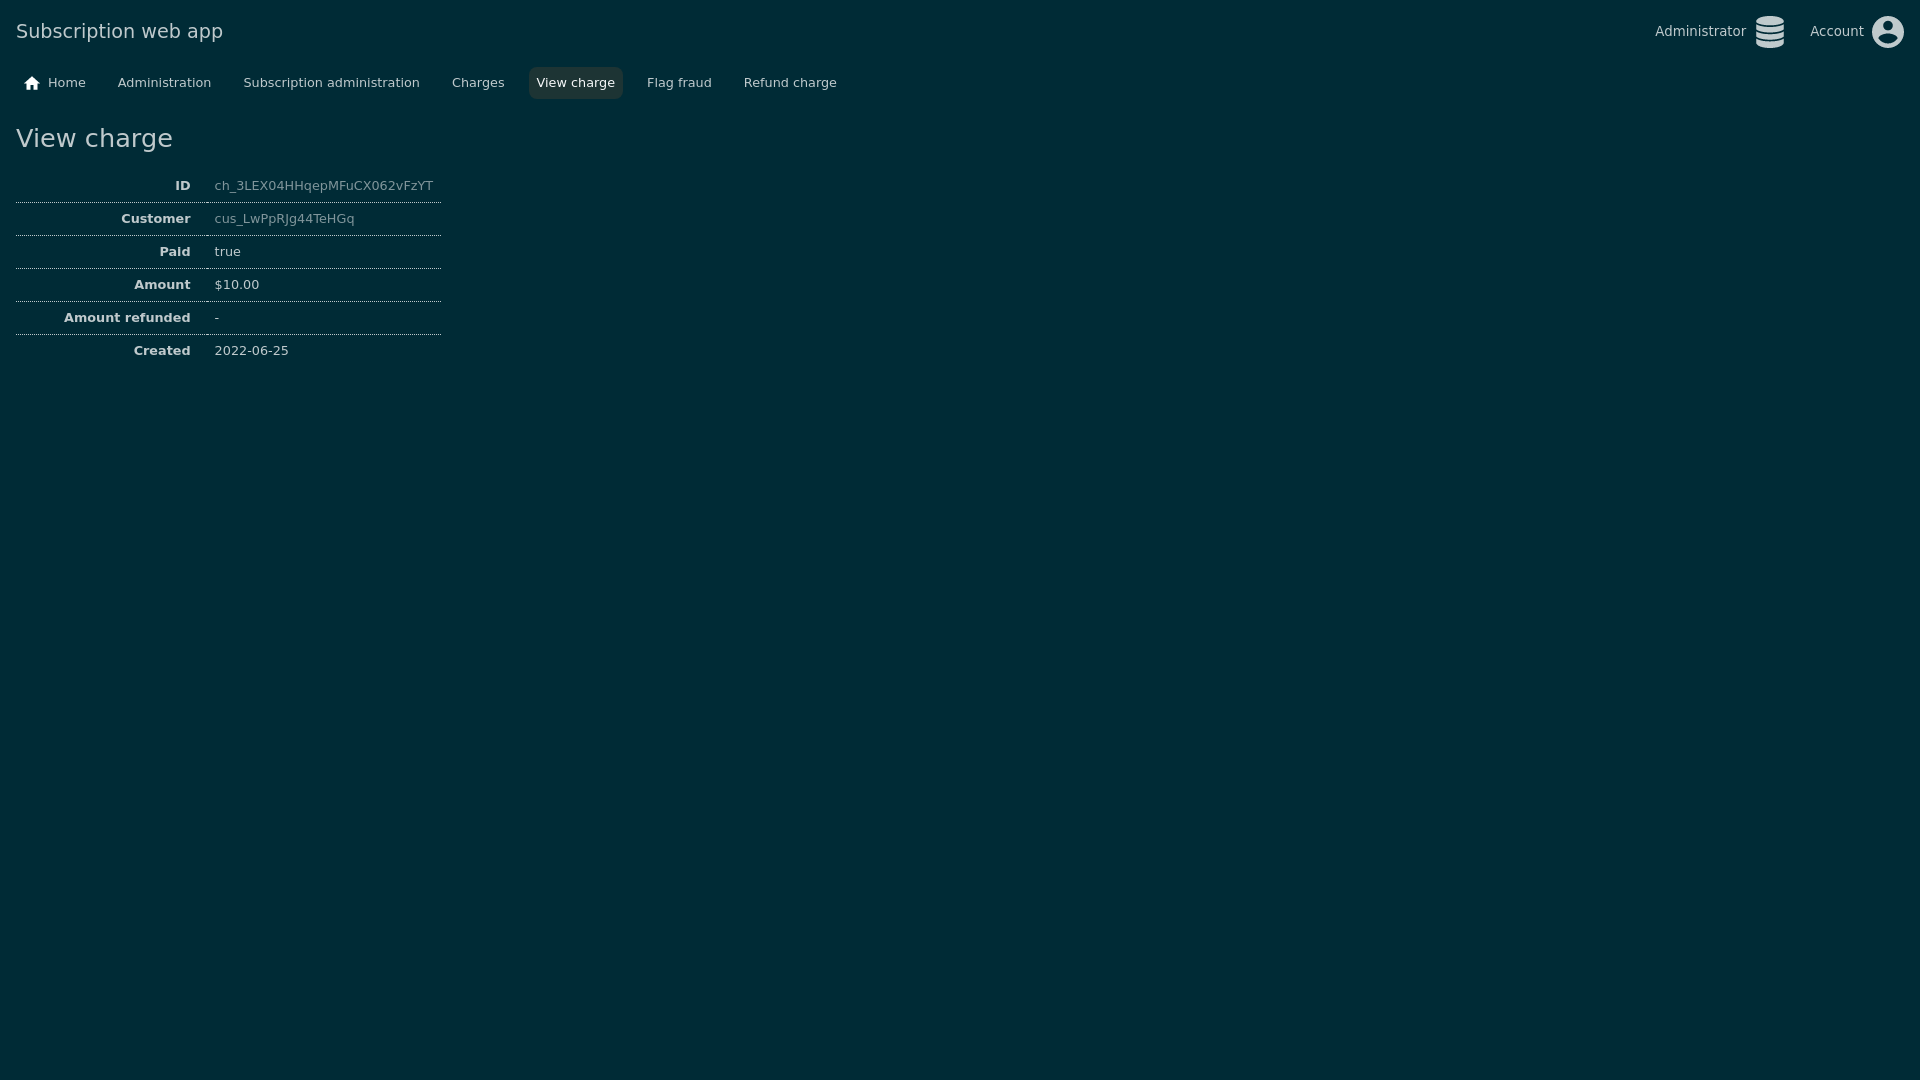 Subscription web app
Administrator Account
Home Administration Subscription administration Charges View charge Flag fraud Refund charge
View charge
ID ch_3LEX04HHqepMFuCX062vFzYT
Customer cus_LwPpRJg44TeHGq
Paid true
Amount $10.00
Amount refunded -
Created 2022-06-25